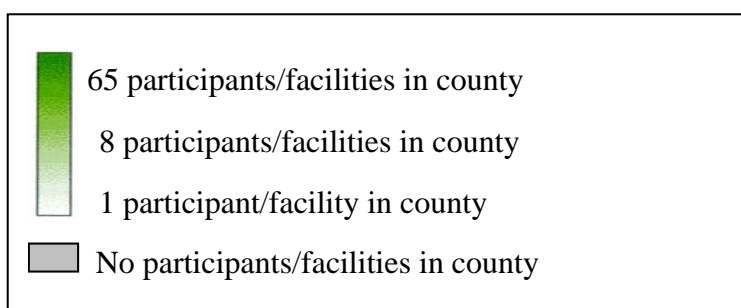 65 participants/facilities in county
8 participants/facilities in county
1 participant/facility in county
No participants/facilities in county